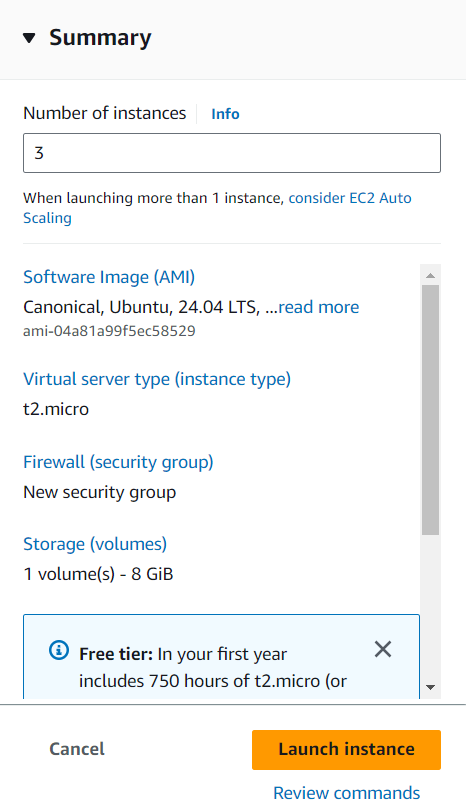 Summary
Number of instances Info
3
When launching more than 1 instance, consider EC2 Auto
Scaling
Software Image (AMI)
Canonical, Ubuntu, 24.04 LTS, ...read more
ami-04a81a99f5ec58529
Virtual server type (instance type)
t2.micro
Firewall (security group)
New security group
Storage (volumes)
1 volume(s) - 8 GiB
Free tier: In your first year
includes 750 hours of t2.micro (or
Cancel Launch instance
Review commands